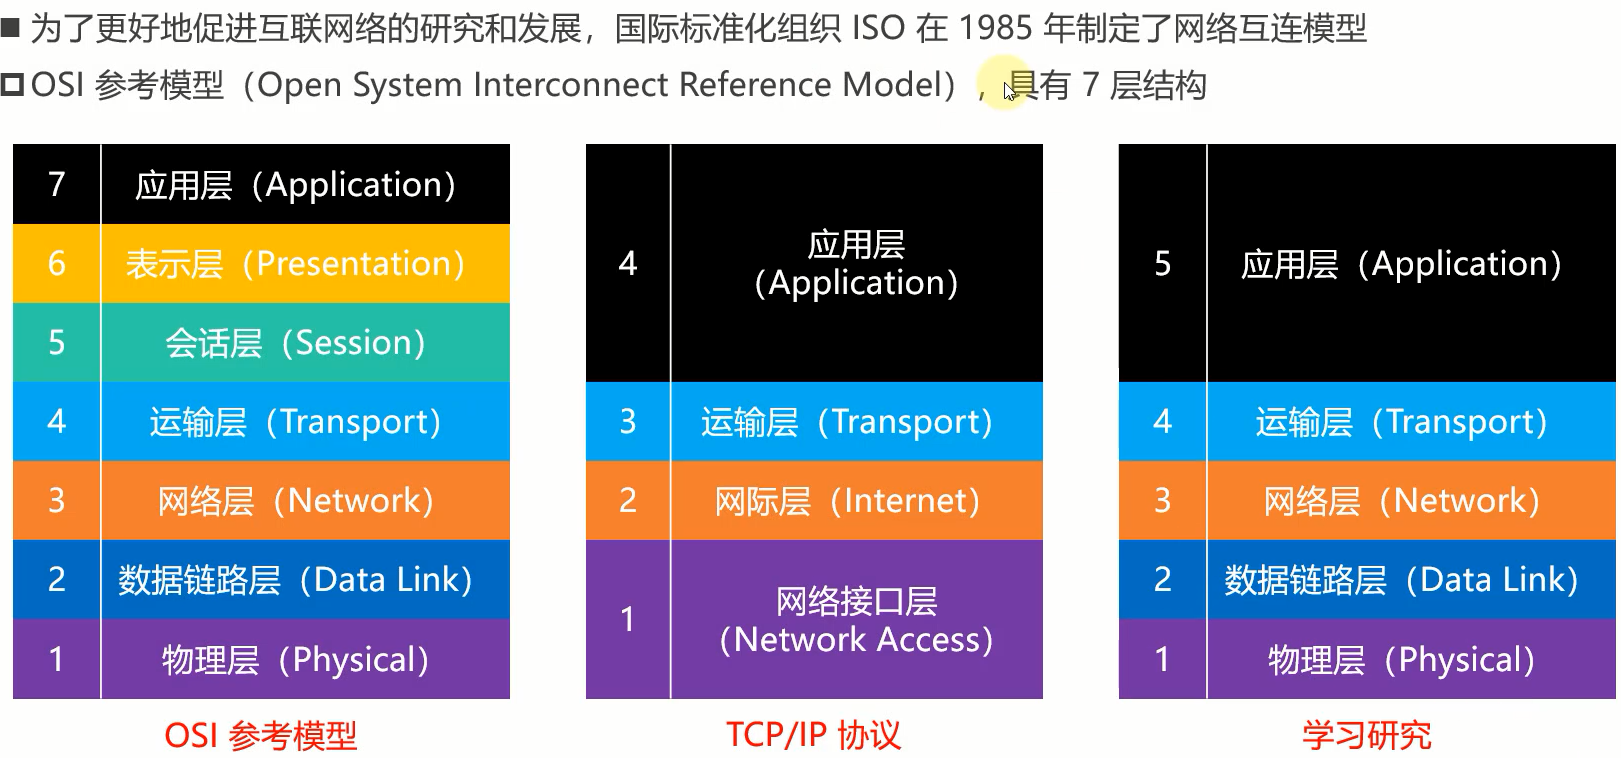 为了更好地促进互联网络的研究和发展，国际标准化组织 ISO 在 1985 年制定了网络互连模型
OSI 参考模型（Open System Interconnect Reference Model），具有 7 层结构
7 应用层（Application）
6 表示层（Presentation）
5 会话层（Session）
4 运输层（Transport）
3 网络层（Network）
2 数据链路层（Data Link）
1 物理层（Physical）
OSI 参考模型
4 应用层
（Application）
3 运输层（Transport）
2 网际层（Internet）
1 网络接口层
（Network Access）
TCP/IP 协议
5 应用层（Application）
4 运输层（Transport）
3 网络层（Network）
2 数据链路层（Data Link）
1 物理层（Physical）
学习研究